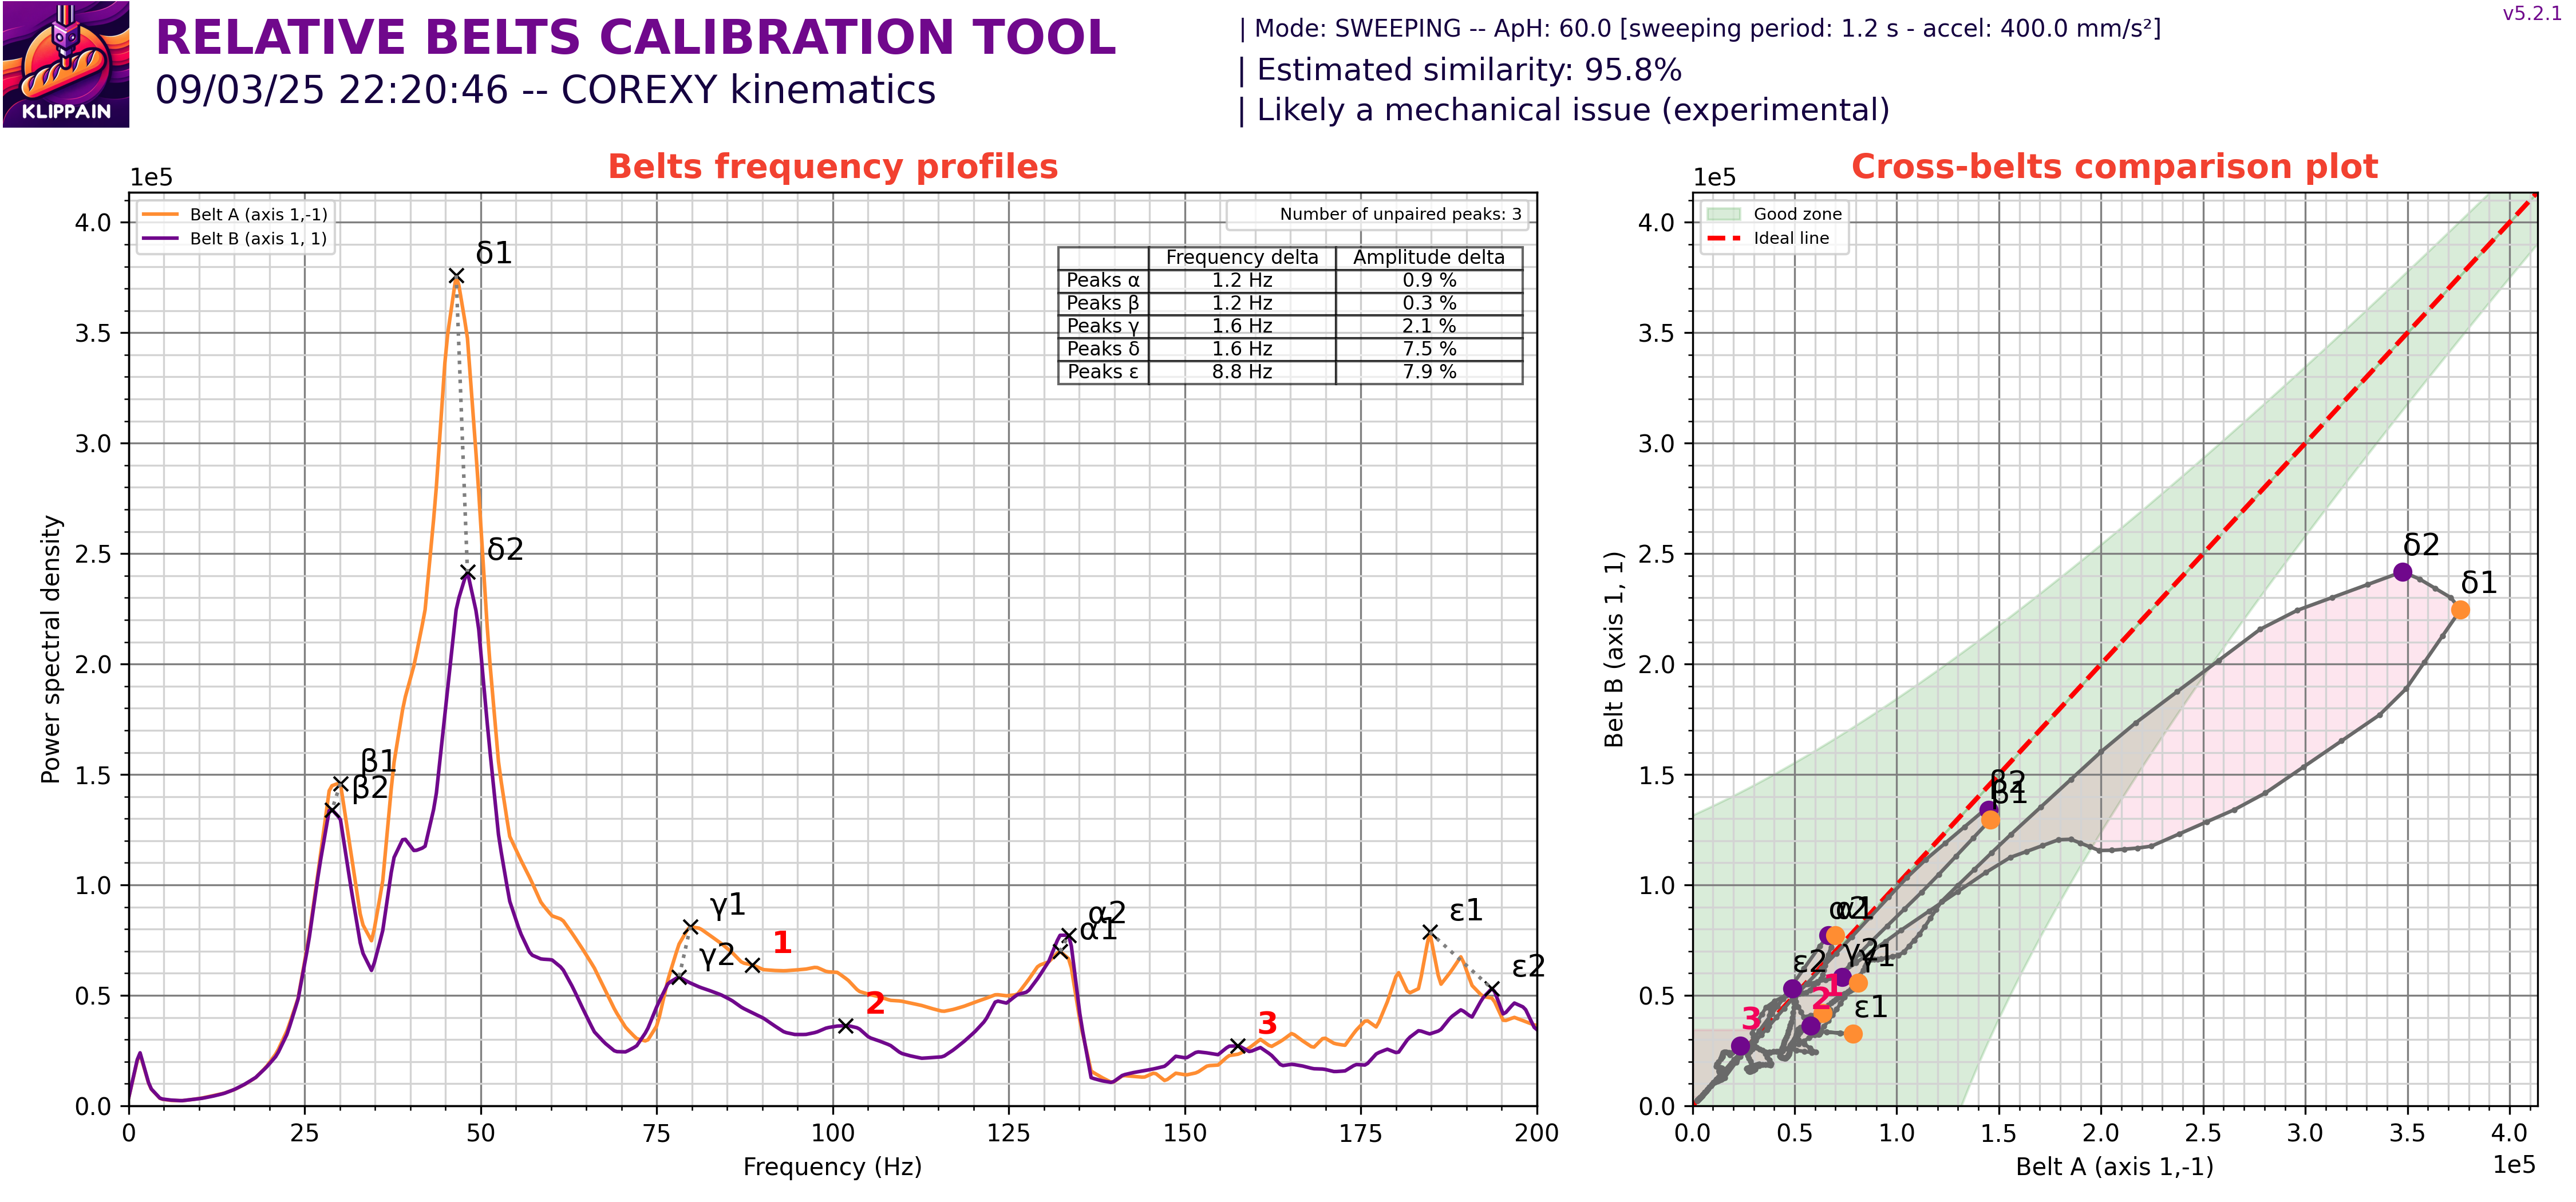 v5.2.1
KLIPPAIN
RELATIVE BELTS CALIBRATION TOOL
09/03/25 22:20:46 -- COREXY kinematics
| Mode: SWEEPING -- ApH: 60.0 [sweeping period: 1.2 s - accel: 400.0 mm/s²]
| Estimated similarity: 95.8%
| Likely a mechanical issue (experimental)
Belts frequency profiles
1e5
Belt A (axis 1,-1)
Belt B (axis 1, 1)
Number of unpaired peaks: 3
Frequency delta Amplitude delta
Peaks α 1.2 Hz 0.9 %
Peaks β 1.2 Hz 0.3 %
Peaks γ 1.6 Hz 2.1 %
Peaks δ 1.6 Hz 7.5 %
Peaks ε 8.8 Hz 7.9 %
δ1
δ2
β1
β2
γ1
γ2
1
2
α2
α1
3
ε1
ε2
4.0
3.5
3.0
2.5
2.0
1.5
1.0
0.5
0.0
Power spectral density
0 25 50 75 100 125 150 175 200
Frequency (Hz)
Cross-belts comparison plot
1e5
Good zone
Ideal line
δ2
δ1
β2
β1
α2
α1
γ2
γ1
ε2
1
2
ε1
3
4.0
3.5
3.0
2.5
2.0
1.5
1.0
0.5
0.0
Belt B (axis 1, 1)
0.0 0.5 1.0 1.5 2.0 2.5 3.0 3.5 4.0
1e5
Belt A (axis 1,-1)